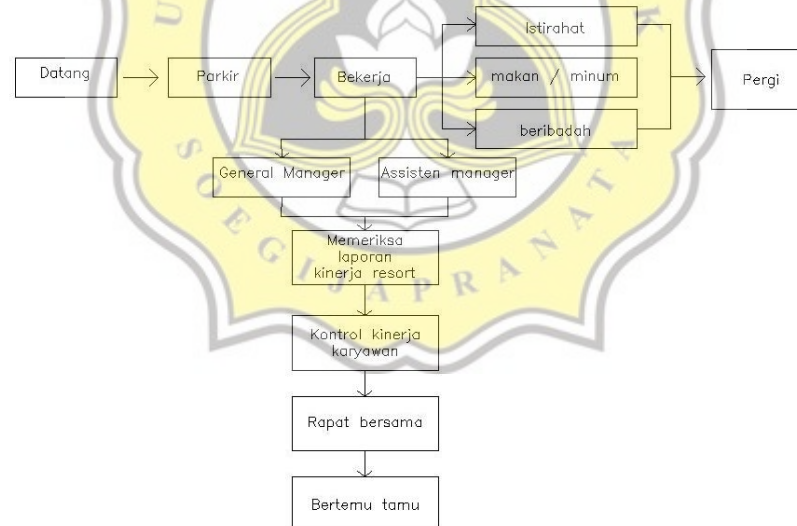 Istirahat
Datang
Parkir
Bekerja
makan / minum
Pergi
beribadah
General Manager
Assisten manager
Memeriksa
laporan
kinerja resort
Kontrol kinerja
karyawan
Rapat bersama
Bertemu tamu
SOEGIJAPRANATA
U
K